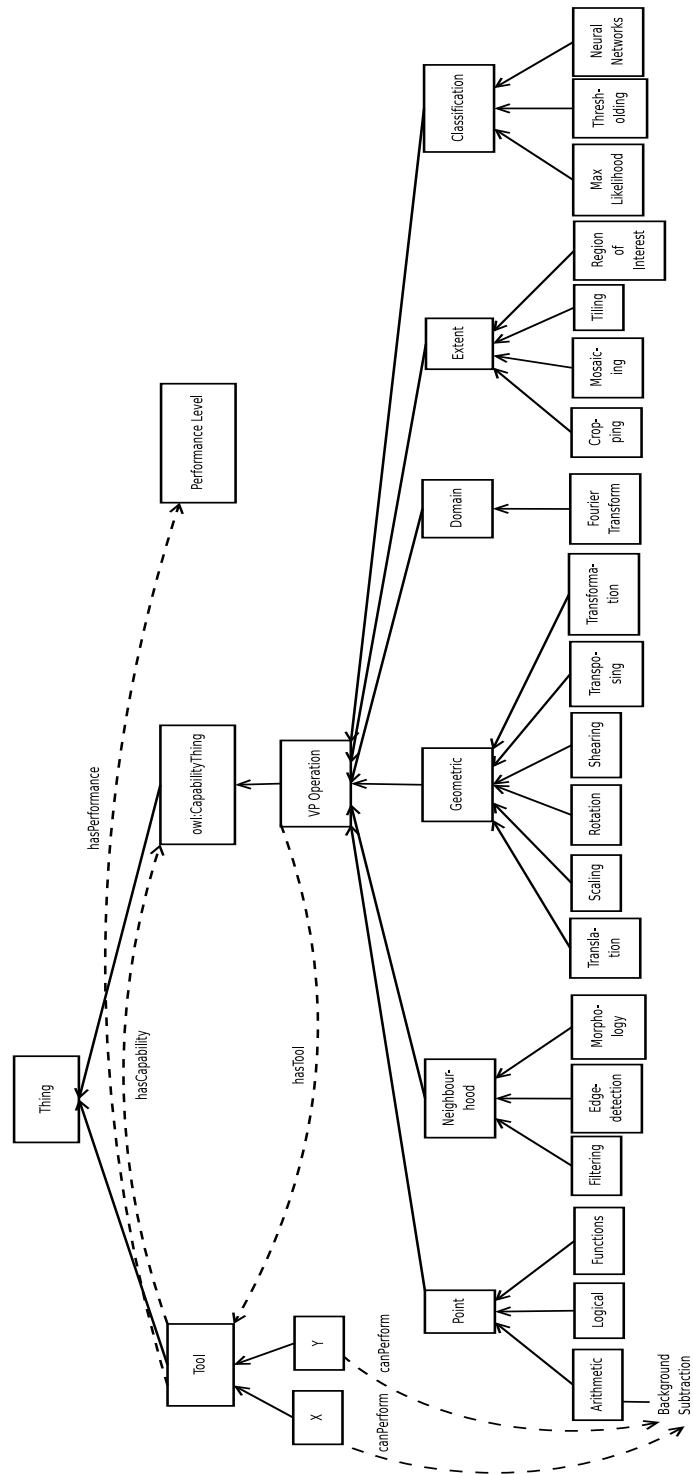 Thing
hasPerformance
hasCapability
Tool
owl:CapabilityThing
Performance Level
hasTool
X
Y
VP Operation
canPerform
canPerform
Point
Neighbour-
hood
Geometric
Domain
Extent
Classification
Arithmetic
Logical
Functions
Filtering
Edge-
detection
Morpho-
logy
Transla-
tion
Scaling
Rotation
Shearing
Transpo-
sing
Transforma-
tion
Fourier
Transform
Crop-
ping
Mosaic-
ing
Tiling
Region
of
Interest
Max
Likelihood
Thresh-
olding
Neural
Networks
Background
Subtraction